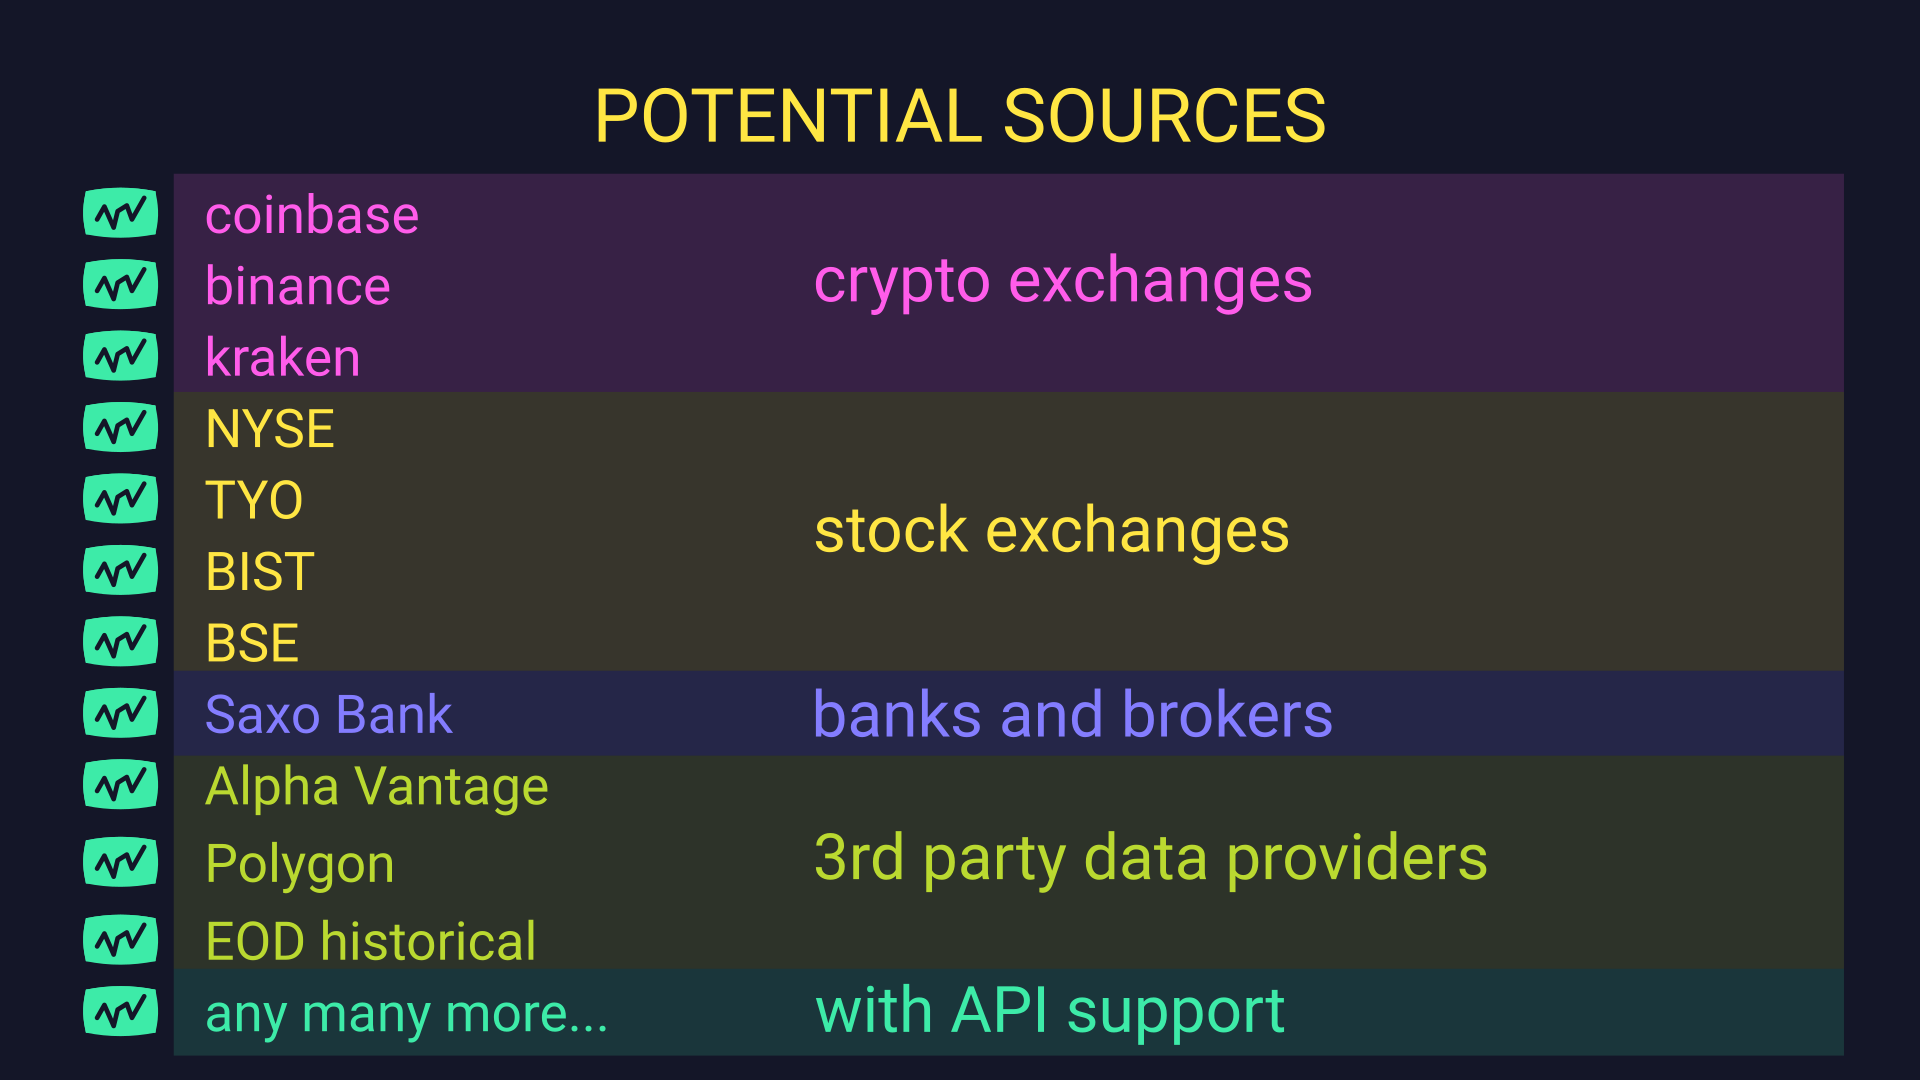 POTENTIAL SOURCES
coinbase
binance
kraken
crypto exchanges
NYSE
TYO
BIST
BSE
stock exchanges
Saxo Bank
banks and brokers
Alpha Vantage
Polygon
EOD historical
3rd party data providers
any many more...
with API support